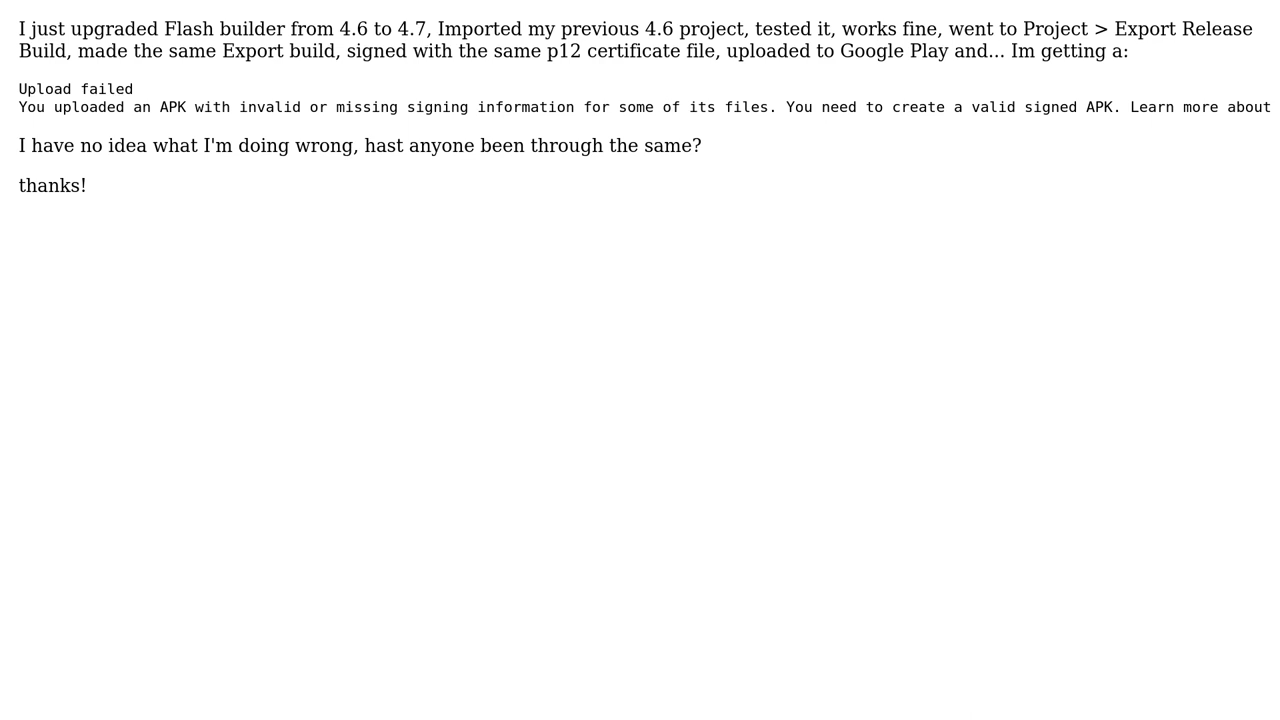 I just upgraded Flash builder from 4.6 to 4.7, Imported my previous 4.6 project, tested it, works fine, went to Project > Export Release
Build, made the same Export build, signed with the same p12 certificate file, uploaded to Google Play and... Im getting a:
Upload failed
You uploaded an APK with invalid or missing signing information for some of its files. You need to create a valid signed APK. Learn more about
I have no idea what I'm doing wrong, hast anyone been through the same?
thanks!